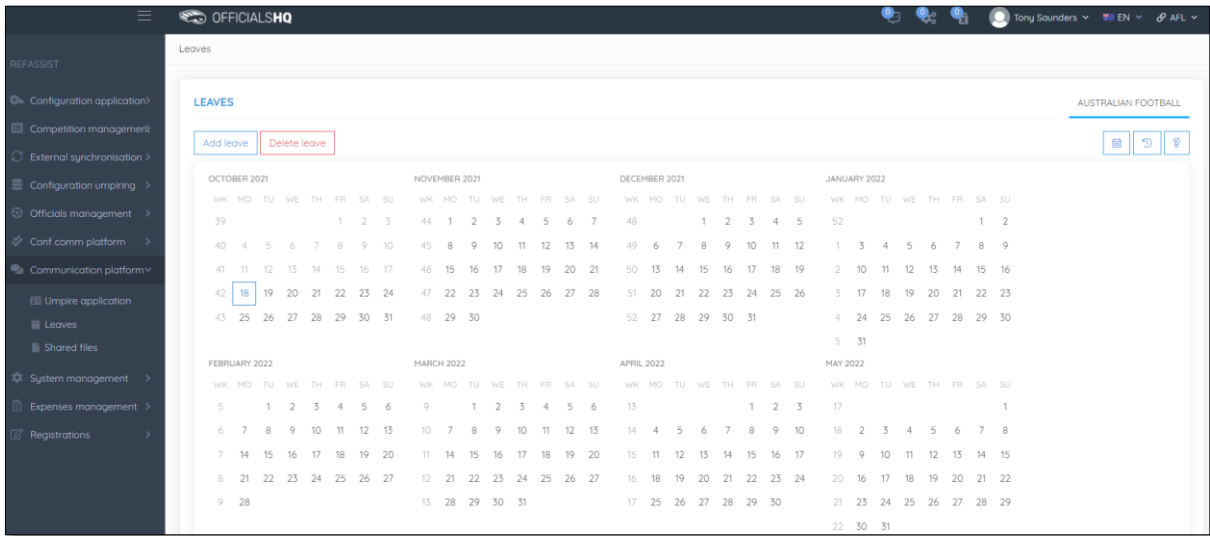 OFFICIALSHQ
0
0
0
Tony Saunders
EN
AFL
REFASSIST
Configuration application
Competition management
External synchronisation
Configuration umpiring
Officials management
Conf comm platform
Communication platform
Umpire application
Leaves
Shared files
System management
Expenses management
Registrations
Leaves
LEAVES
AUSTRALIAN FOOTBALL
Add leave
Delete leave
OCTOBER 2021
WK MO TU WE TH FR SA SU
39 1 2 3
40 4 5 6 7 8 9 10
41 11 12 13 14 15 16 17
42 18 19 20 21 22 23 24
43 25 26 27 28 29 30 31
NOVEMBER 2021
WK MO TU WE TH FR SA SU
44 1 2 3 4 5 6 7
45 8 9 10 11 12 13 14
46 15 16 17 18 19 20 21
47 22 23 24 25 26 27 28
48 29 30
DECEMBER 2021
WK MO TU WE TH FR SA SU
48 1 2 3 4 5
49 6 7 8 9 10 11 12
50 13 14 15 16 17 18 19
51 20 21 22 23 24 25 26
52 27 28 29 30 31
JANUARY 2022
WK MO TU WE TH FR SA SU
52 1 2
1 3 4 5 6 7 8 9
2 10 11 12 13 14 15 16
3 17 18 19 20 21 22 23
4 24 25 26 27 28 29 30
5 31
FEBRUARY 2022
WK MO TU WE TH FR SA SU
5 1 2 3 4 5 6
6 7 8 9 10 11 12 13
7 14 15 16 17 18 19 20
8 21 22 23 24 25 26 27
9 28
MARCH 2022
WK MO TU WE TH FR SA SU
9 1 2 3 4 5 6
10 7 8 9 10 11 12 13
11 14 15 16 17 18 19 20
12 21 22 23 24 25 26 27
13 28 29 30 31
APRIL 2022
WK MO TU WE TH FR SA SU
13 1 2 3
14 4 5 6 7 8 9 10
15 11 12 13 14 15 16 17
16 18 19 20 21 22 23 24
17 25 26 27 28 29 30
MAY 2022
WK MO TU WE TH FR SA SU
17 1
18 2 3 4 5 6 7 8
19 9 10 11 12 13 14 15
20 16 17 18 19 20 21 22
21 23 24 25 26 27 28 29
22 30 31